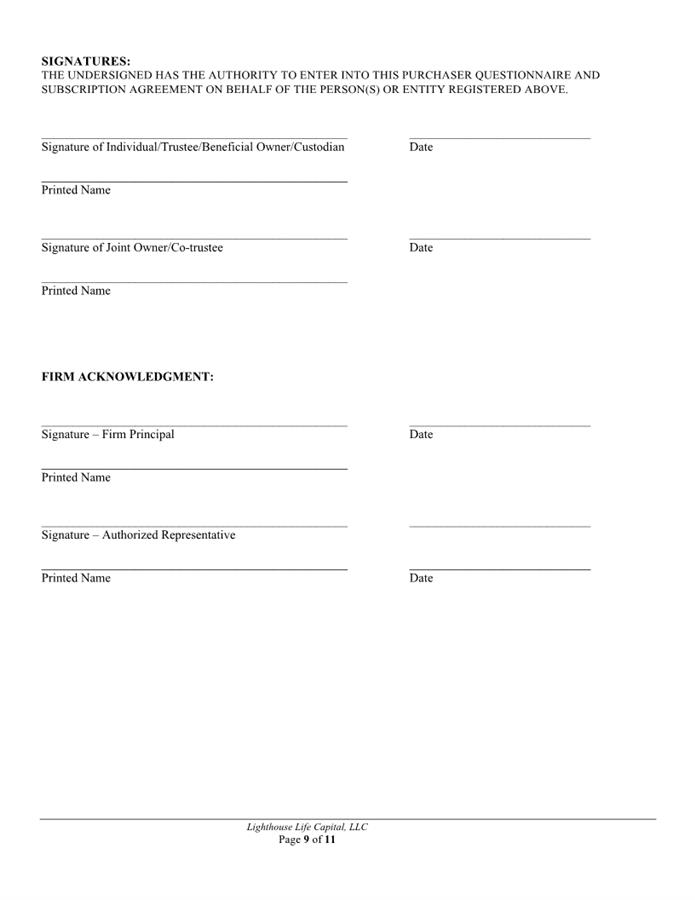 SIGNATURES:
THE UNDERSIGNED HAS THE AUTHORITY TO ENTER INTO THIS PURCHASER QUESTIONNAIRE AND
SUBSCRIPTION AGREEMENT ON BEHALF OF THE PERSON(S) OR ENTITY REGISTERED ABOVE.
Signature of Individual/Trustee/Beneficial Owner/Custodian Date
Printed Name
Signature of Joint Owner/Co-trustee Date
Printed Name
FIRM ACKNOWLEDGMENT:
Signature – Firm Principal Date
Printed Name
Signature – Authorized Representative
Printed Name Date
Lighthouse Life Capital, LLC
Page 9 of 11